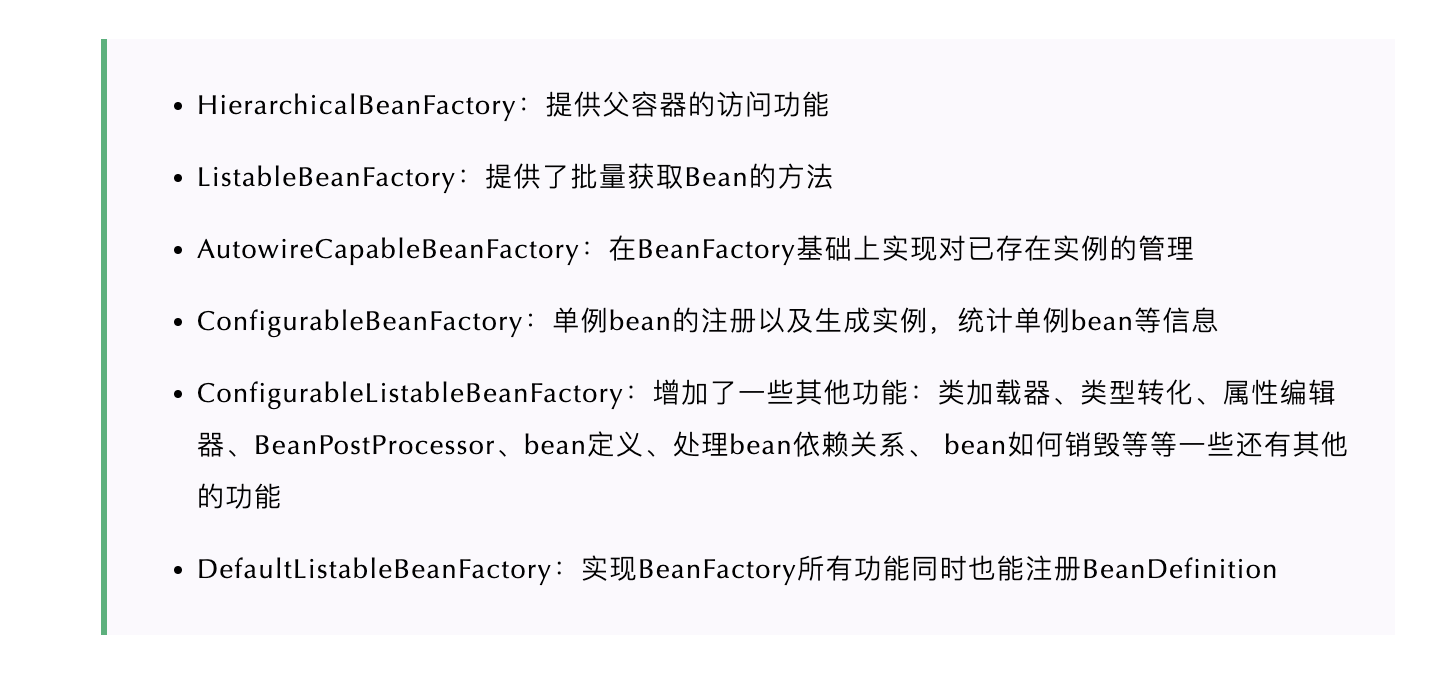 HierarchicalBeanFactory：提供父容器的访问功能
ListableBeanFactory：提供了批量获取Bean的方法
AutowireCapableBeanFactory：在BeanFactory基础上实现对已存在实例的管理
ConfigurableBeanFactory：单例bean的注册以及生成实例，统计单例bean等信息
ConfigurableListableBeanFactory：增加了一些其他功能：类加载器、类型转化、属性编辑
器、BeanPostProcessor、bean定义、处理bean依赖关系、 bean如何销毁等等一些还有其他
的功能
DefaultListableBeanFactory：实现BeanFactory所有功能同时也能注册BeanDefinition